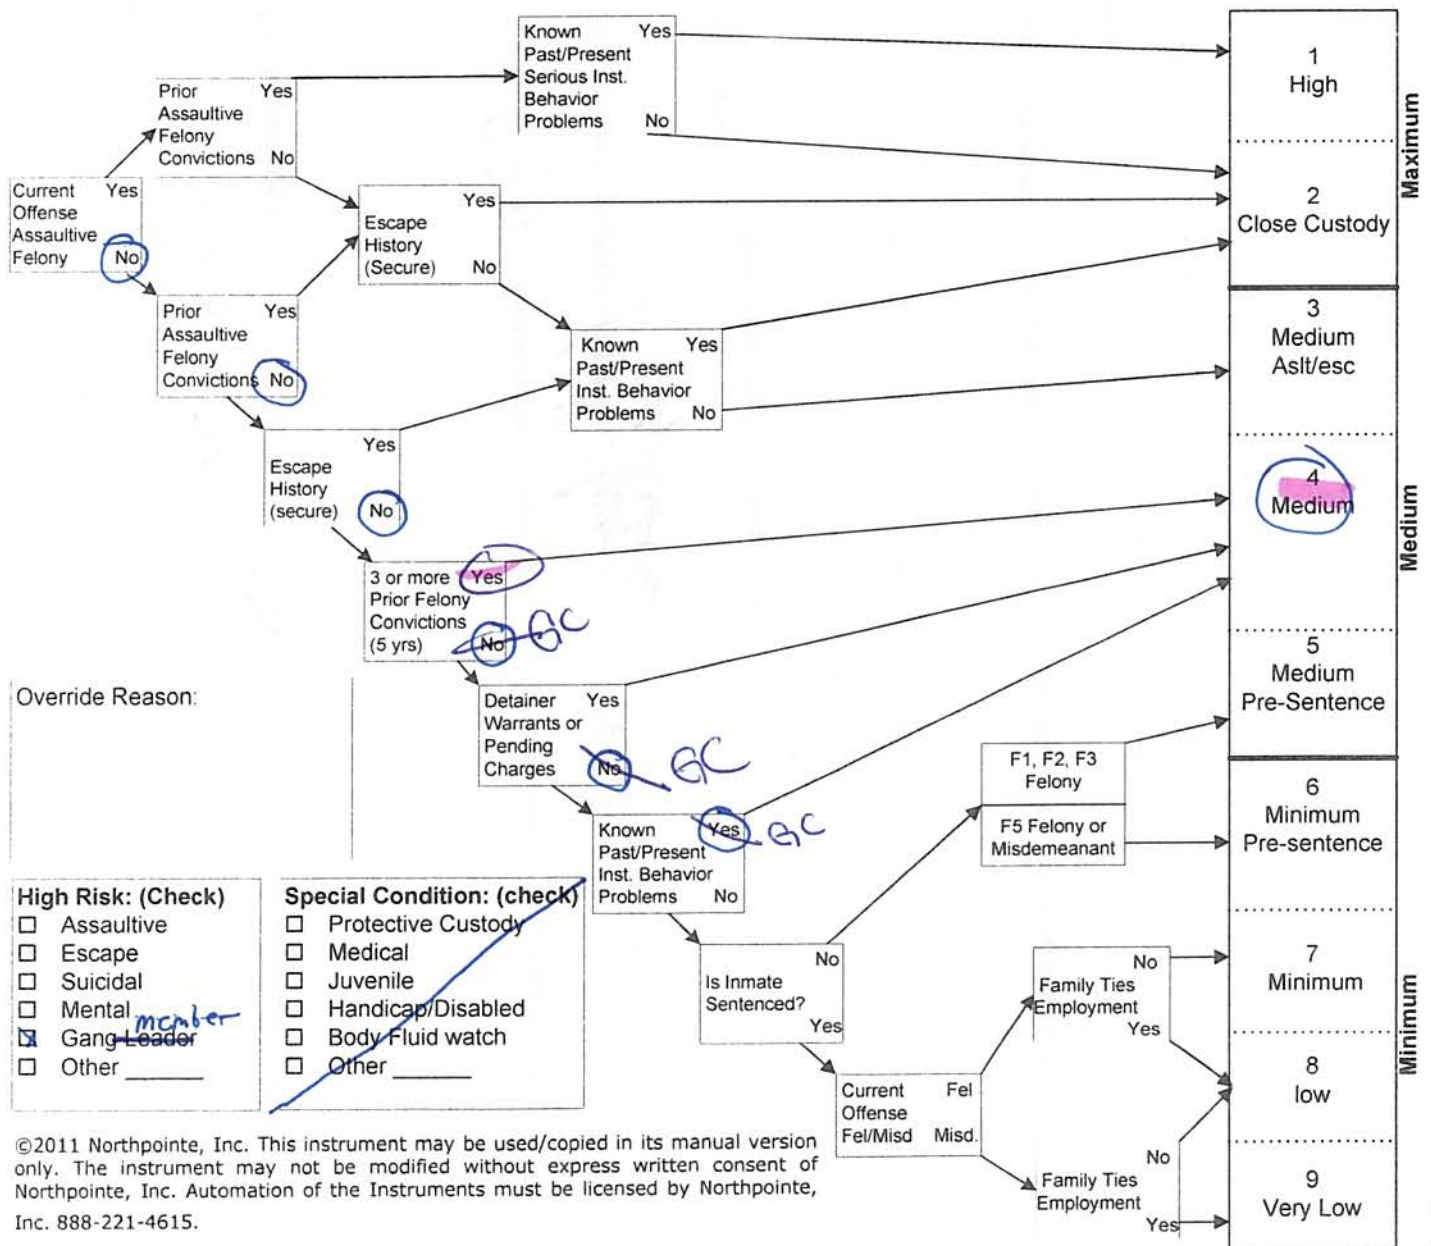 Known Yes
Past/Present
Serious Inst.
Behavior
Problems No
Prior Yes
Assaultive
Felony
Convictions No
Current Yes
Offense
Assaultive
Felony No
Yes
Escape
History
(Secure) No
Prior Yes
Assaultive
Felony
Convictions No
Known Yes
Past/Present
Inst. Behavior
Problems No
Yes
Escape
History
(secure) No
3 or more Yes
Prior Felony
Convictions
(5 yrs) No GC
Detainer Yes
Warrants or
Pending
Charges No GC
Known Yes GC
Past/Present
Inst. Behavior
Problems No
No
Is Inmate
Sentenced?
Yes
F1, F2, F3
Felony
F5 Felony or
Misdemeanant
Current Fel
Offense
Fel/Misd Misd.
No
Family Ties
Employment
Yes
No
Family Ties
Employment
Yes
1
High
2
Close Custody
3
Medium
Aslt/esc
4
Medium
5
Medium
Pre-Sentence
6
Minimum
Pre-sentence
7
Minimum
8
low
9
Very Low
Maximum
Medium
Minimum
Override Reason:
High Risk: (Check)
Assaultive
Escape
Suicidal
Mental
member
Gang Leader
Other ________
Special Condition: (check)
Protective Custody
Medical
Juvenile
Handicap/Disabled
Body Fluid watch
Other ________
©2011 Northpointe, Inc. This instrument may be used/copied in its manual version
only. The instrument may not be modified without express written consent of
Northpointe, Inc. Automation of the Instruments must be licensed by Northpointe,
Inc. 888-221-4615.